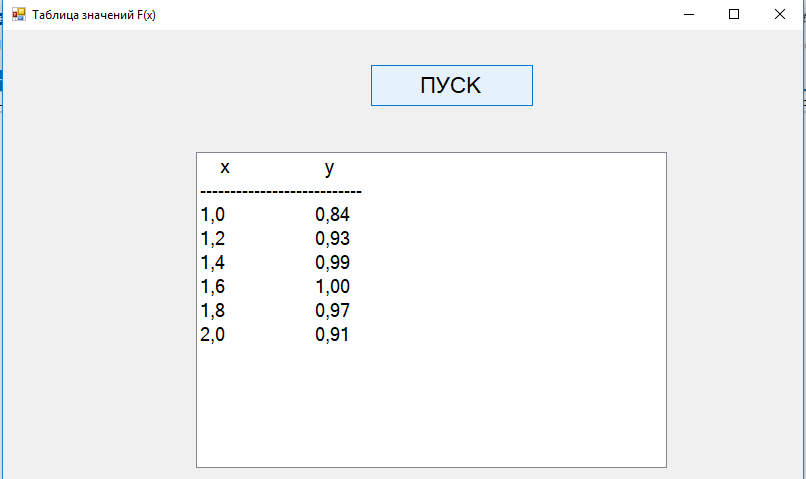 Таблица значений F(x)
ПУСК
x y
---------------------------
1,0 0,84
1,2 0,93
1,4 0,99
1,6 1,00
1,8 0,97
2,0 0,91